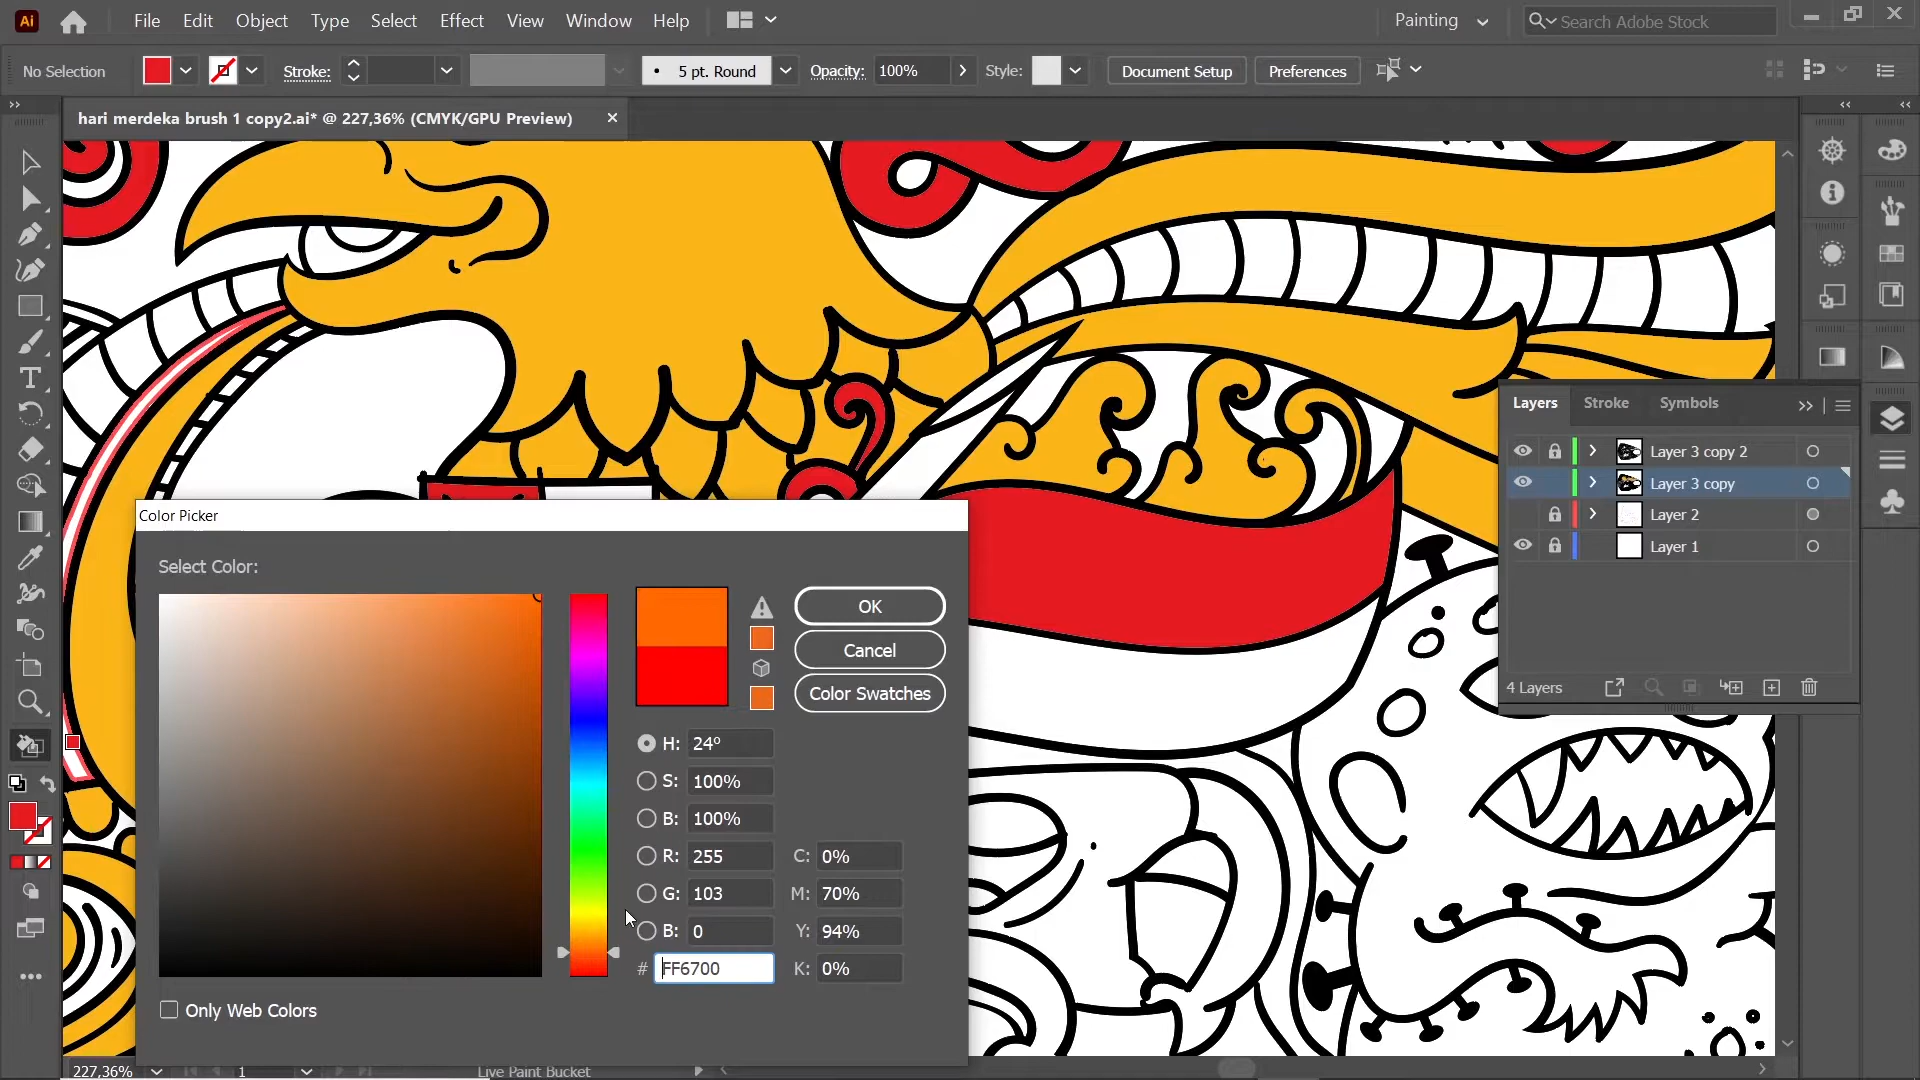 Ai File Edit Object Type Select Effect View Window Help Painting Search Adobe Stock
No Selection Stroke: 5 pt. Round Opacity: 100% Style: Document Setup Preferences
hari merdeka brush 1 copy2.ai* @ 227,36% (CMYK/GPU Preview)
Layers Stroke Symbols
Layer 3 copy 2
Layer 3 copy
Layer 2
Layer 1
4 Layers
Color Picker
Select Color:
OK
Cancel
Color Swatches
H: 24º
S: 100%
B: 100%
R: 255 C: 0%
G: 103 M: 70%
B: 0 Y: 94%
# FF6700 K: 0%
Only Web Colors
227,36% 1 Live Paint Bucket